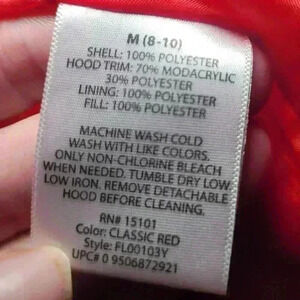 M (8-10)
SHELL: 100% POLYESTER
HOOD TRIM: 70% MODACRYLIC
30% POLYESTER
LINING: 100% POLYESTER
FILL: 100% POLYESTER
MACHINE WASH COLD
WASH WITH LIKE COLORS.
ONLY NON-CHLORINE BLEACH
WHEN NEEDED. TUMBLE DRY LOW
LOW IRON. REMOVE DETACHABLE
HOOD BEFORE CLEANING.
RN# 15101
Color: CLASSIC RED
Style: FL00103Y
UPC# 0 9506872921